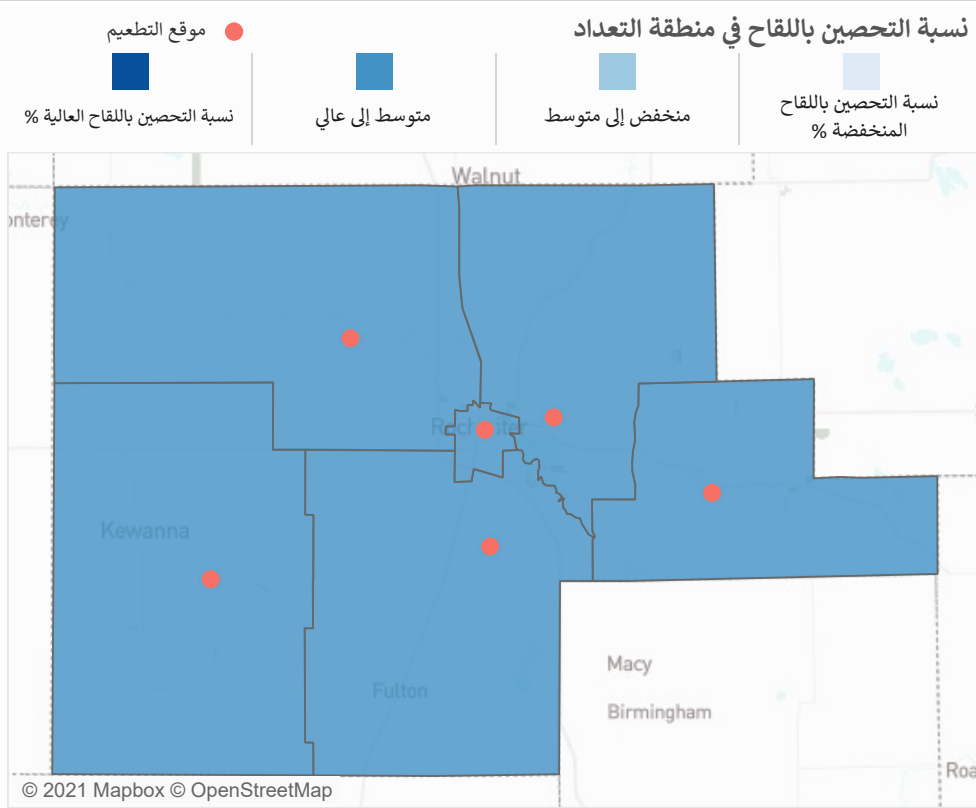 نسبة التحصين باللقاح في منطقة التعداد
موقع التطعيم
نسبة التحصين باللقاح
المنخفضة %
منخفض إلى متوسط
متوسط إلى عالي
نسبة التحصين باللقاح العالية %
Walnut
onterey
Rochester
Kewanna
Macy
Fulton
Birmingham
Roa
© 2021 Mapbox © OpenStreetMap